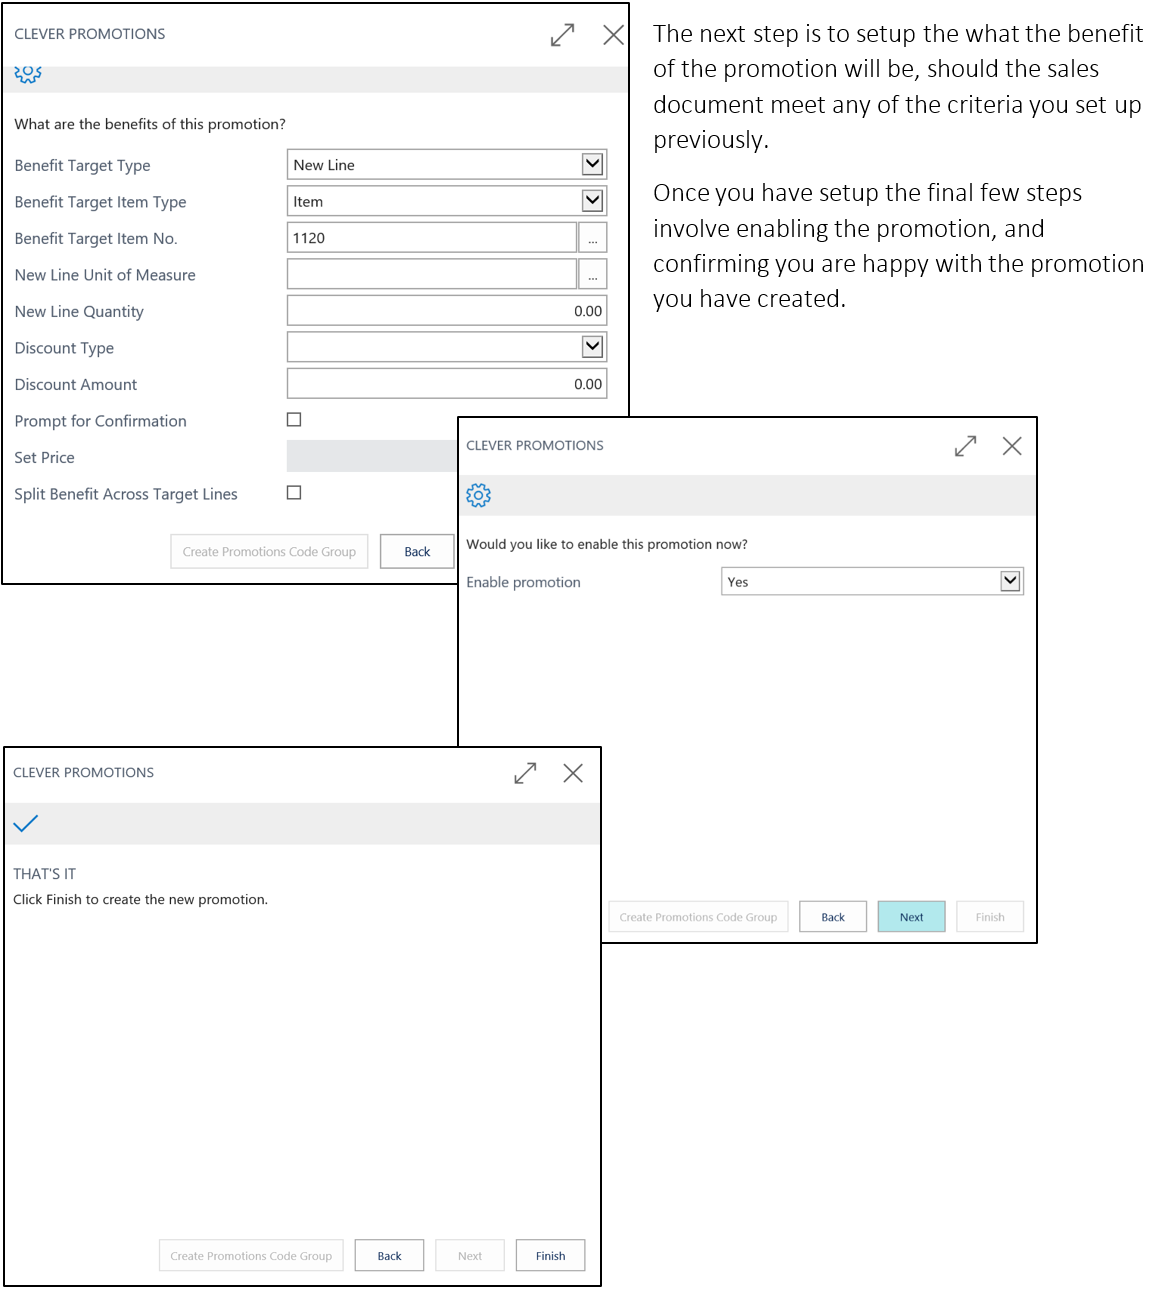 CLEVER PROMOTIONS
What are the benefits of this promotion?
Benefit Target Type New Line
Benefit Target Item Type Item
Benefit Target Item No. 1120 ...
New Line Unit of Measure ...
New Line Quantity 0.00
Discount Type
Discount Amount 0.00
Prompt for Confirmation
Set Price
Split Benefit Across Target Lines
Create Promotions Code Group Back
The next step is to setup the what the benefit
of the promotion will be, should the sales
document meet any of the criteria you set up
previously.
Once you have setup the final few steps
involve enabling the promotion, and
confirming you are happy with the promotion
you have created.
CLEVER PROMOTIONS
Would you like to enable this promotion now?
Enable promotion Yes
Create Promotions Code Group Back Next Finish
CLEVER PROMOTIONS
THAT'S IT
Click Finish to create the new promotion.
Create Promotions Code Group Back Next Finish